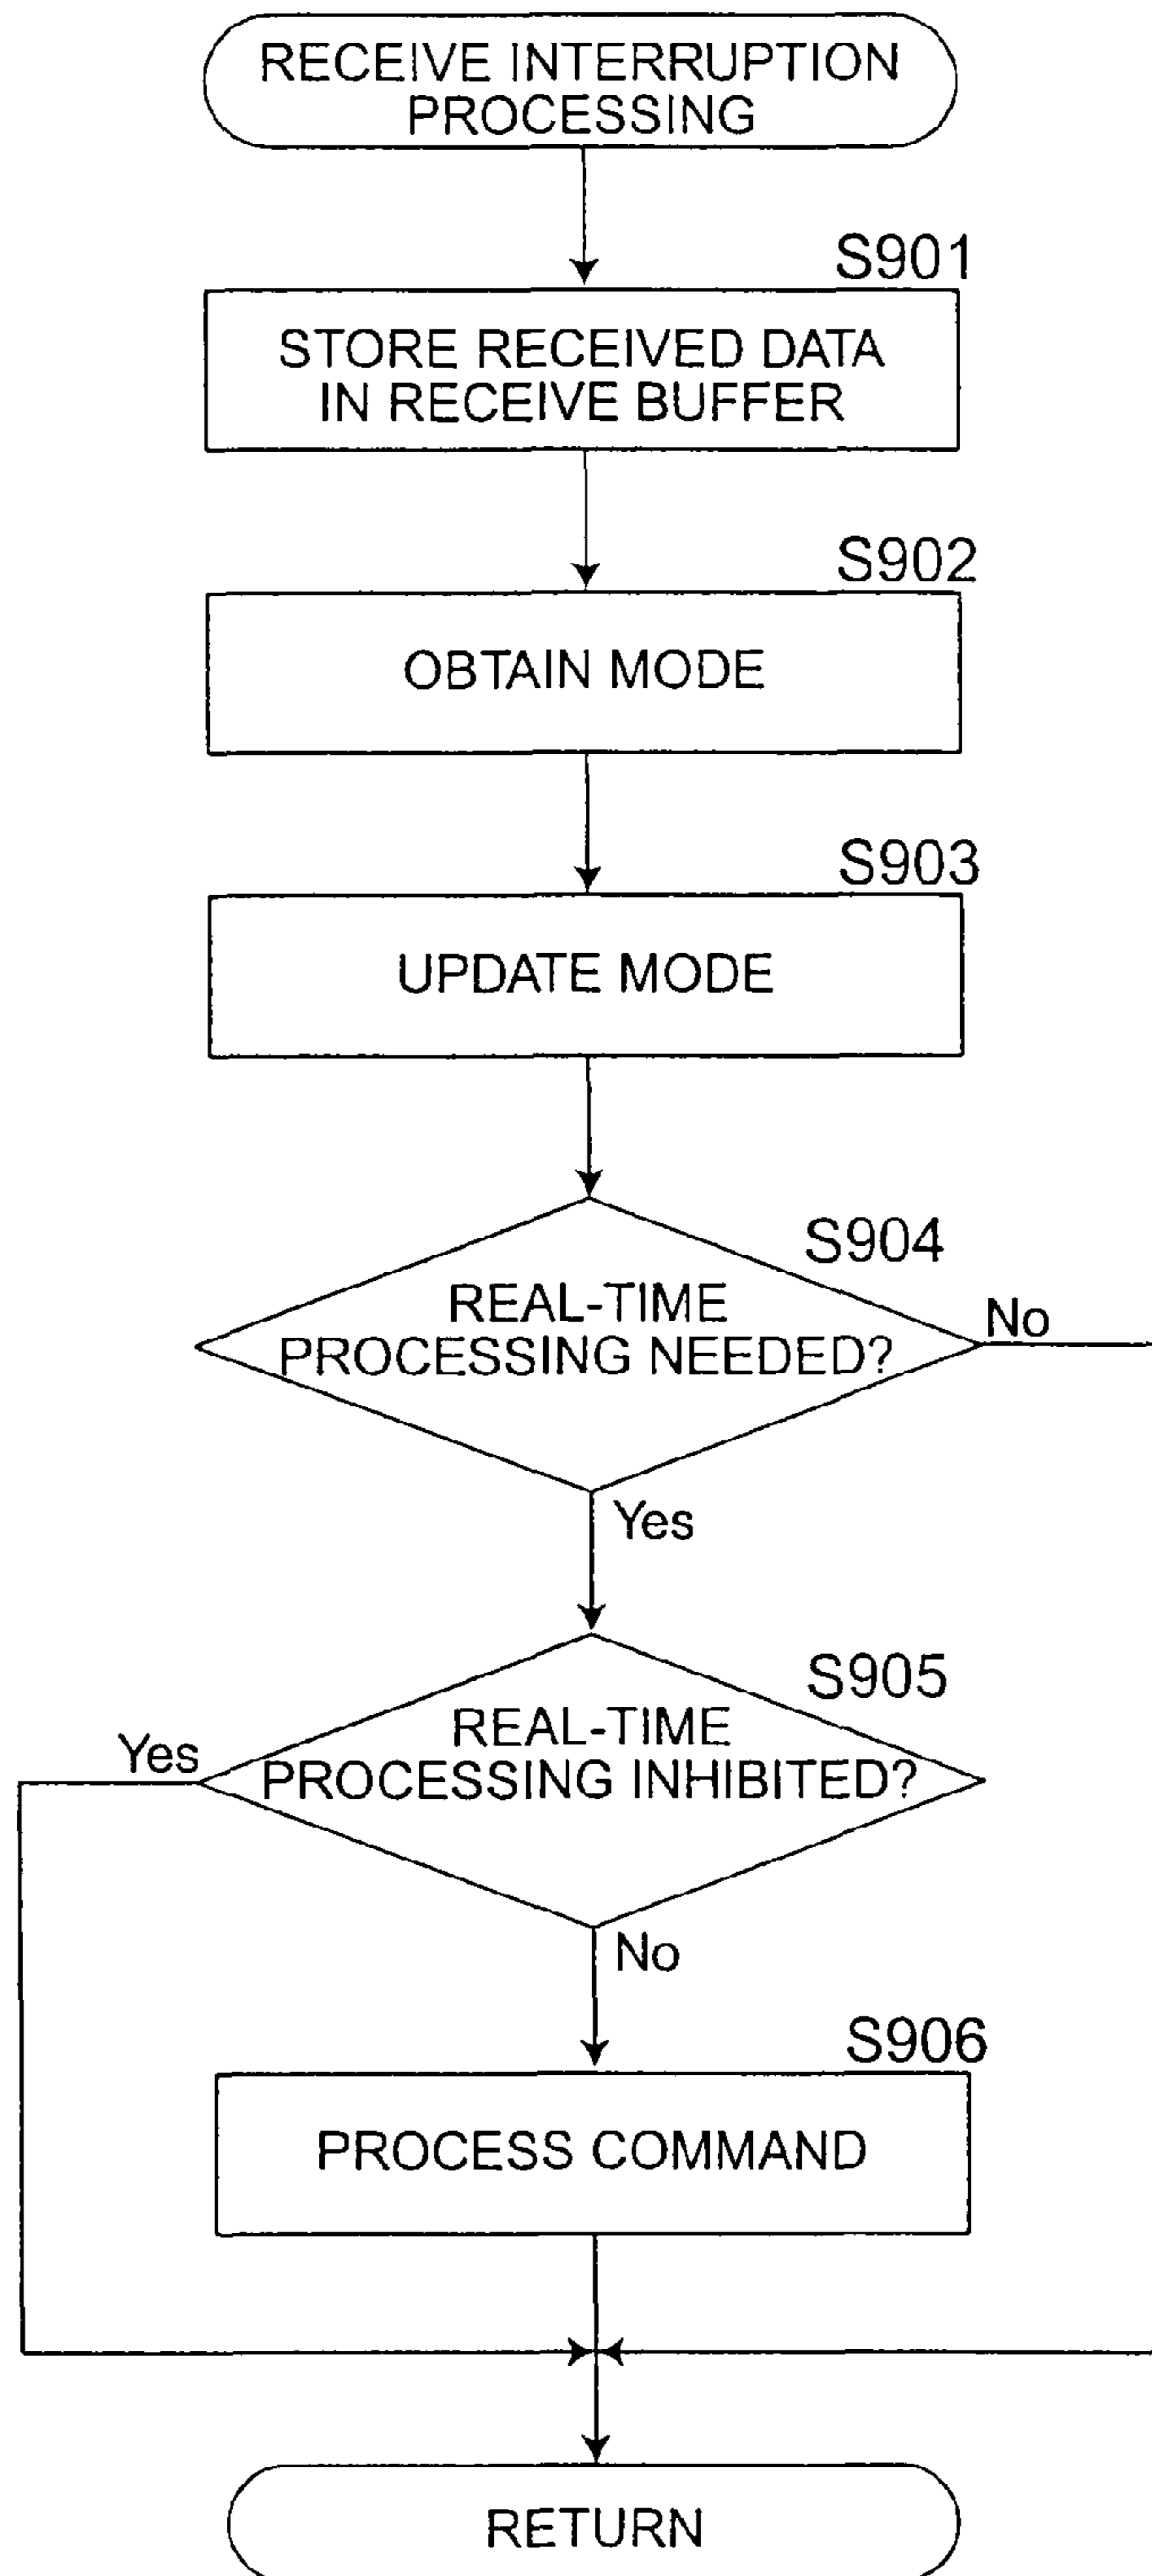 RECEIVE INTERRUPTION
PROCESSING
S901
STORE RECEIVED DATA
IN RECEIVE BUFFER
S902
OBTAIN MODE
S903
UPDATE MODE
S904
REAL-TIME
PROCESSING NEEDED?
No
Yes
S905
REAL-TIME
PROCESSING INHIBITED?
Yes
No
S906
PROCESS COMMAND
RETURN